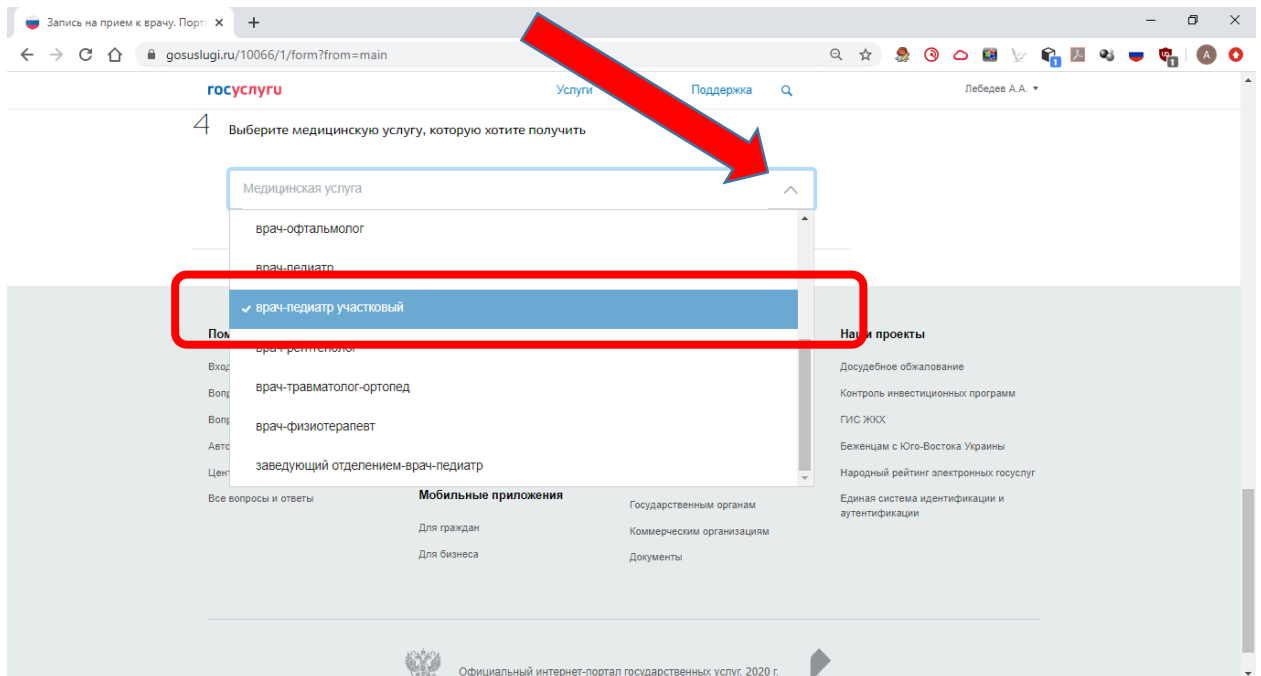 Запись на прием к врачу. Порт
gosuslugi.ru/10066/1/form?from=main
госуслуги
Услуги
Поддержка
Лебедев А.А.
4 Выберите медицинскую услугу, которую хотите получить
Медицинская услуга
врач-офтальмолог
врач-педиатр
врач-педиатр участковый
врач-рентгенолог
врач-травматолог-ортопед
врач-физиотерапевт
заведующий отделением-врач-педиатр
Все вопросы и ответы
Мобильные приложения
Для граждан
Для бизнеса
Государственным органам
Коммерческим организациям
Документы
Наши проекты
Досудебное обжалование
Контроль инвестиционных программ
ГИС ЖКХ
Беженцам с Юго-Востока Украины
Народный рейтинг электронных госуслуг
Единая система идентификации и
аутентификации
Официальный интернет-портал государственных услуг, 2020 г.